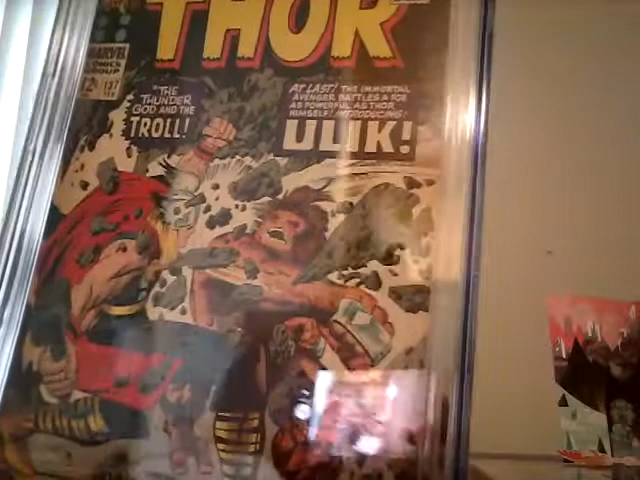 THOR
MARVEL
COMICS
GROUP
12¢ 137
"THE
THUNDER
GOD AND THE
TROLL!
AT LAST! THE IMMORTAL
AVENGER BATTLES A FOE
AS POWERFUL AS THOR
HIMSELF! INTRODUCING:
ULIK!